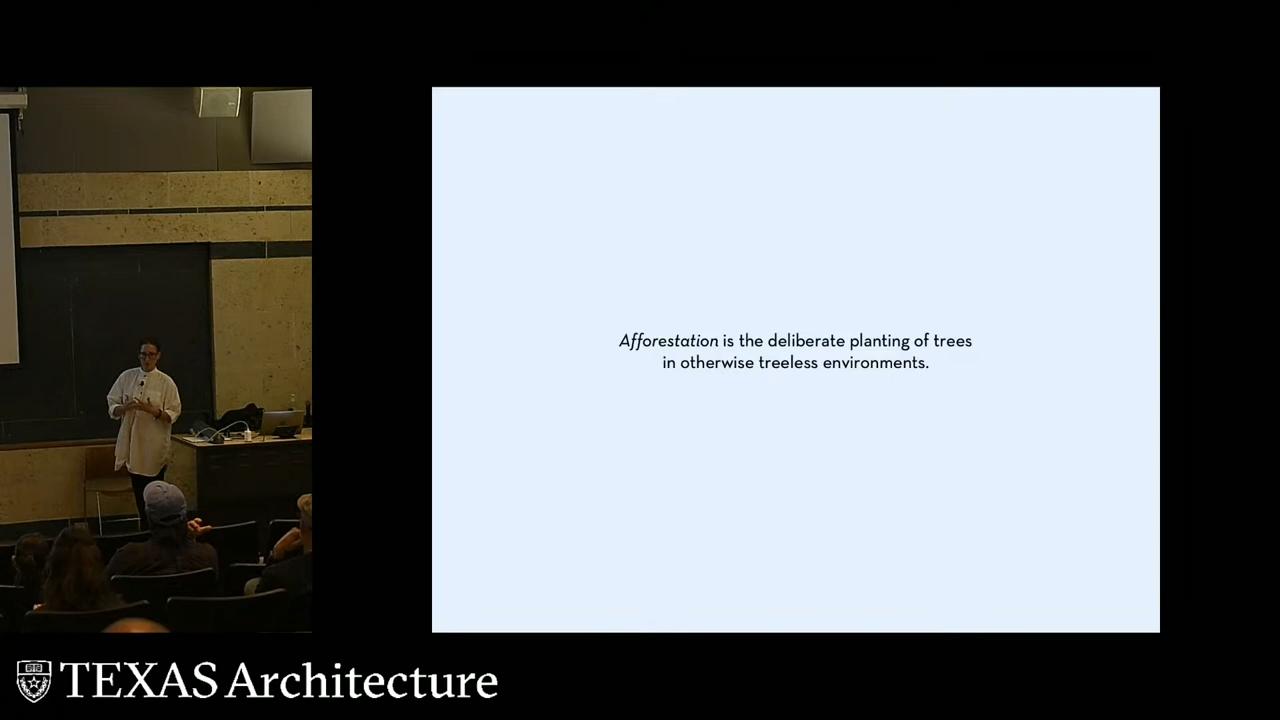 Afforestation is the deliberate planting of trees
in otherwise treeless environments.
TEXAS Architecture